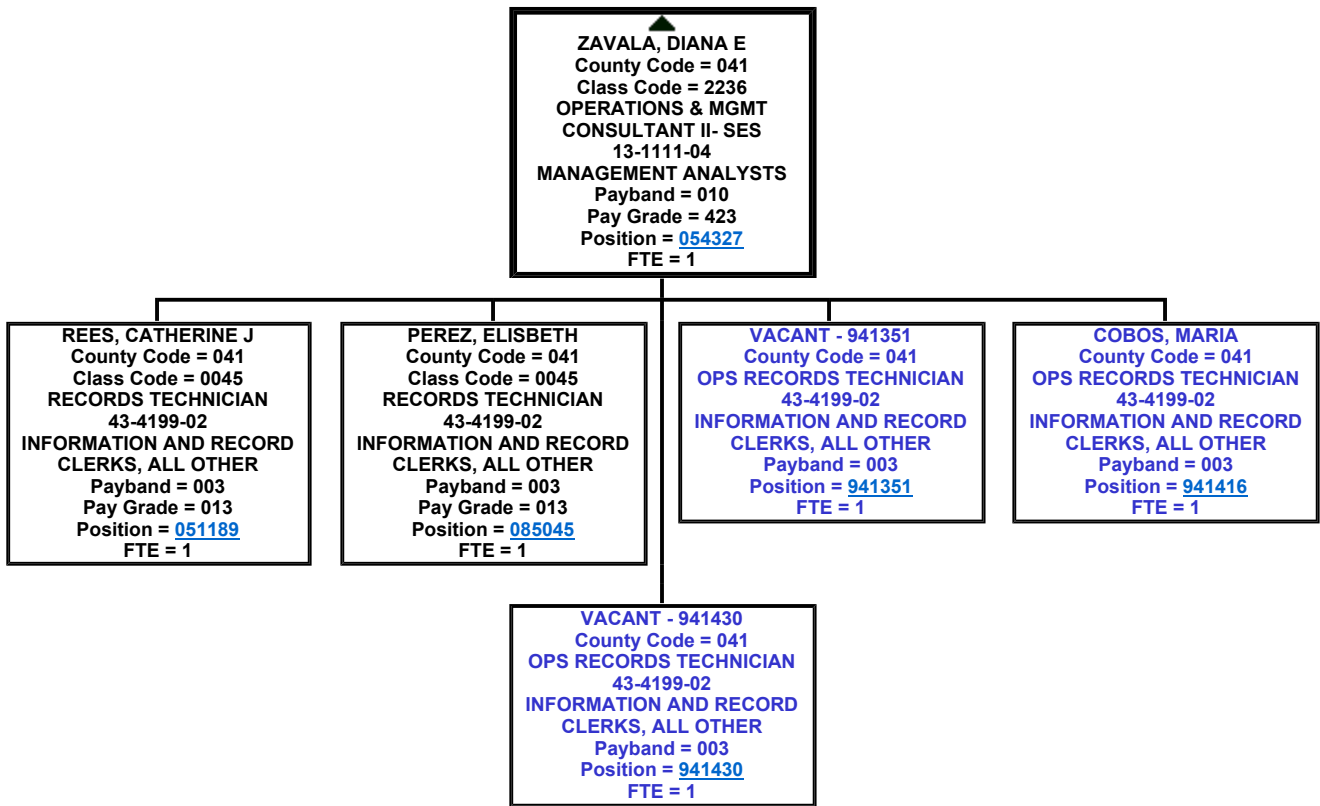 ZAVALA, DIANA E
County Code = 041
Class Code = 2236
OPERATIONS & MGMT
CONSULTANT II- SES
13-1111-04
MANAGEMENT ANALYSTS
Payband = 010
Pay Grade = 423
Position = 054327
FTE = 1
REES, CATHERINE J
County Code = 041
Class Code = 0045
RECORDS TECHNICIAN
43-4199-02
INFORMATION AND RECORD
CLERKS, ALL OTHER
Payband = 003
Pay Grade = 013
Position = 051189
FTE = 1
PEREZ, ELISBETH
County Code = 041
Class Code = 0045
RECORDS TECHNICIAN
43-4199-02
INFORMATION AND RECORD
CLERKS, ALL OTHER
Payband = 003
Pay Grade = 013
Position = 085045
FTE = 1
VACANT - 941351
County Code = 041
OPS RECORDS TECHNICIAN
43-4199-02
INFORMATION AND RECORD
CLERKS, ALL OTHER
Payband = 003
Position = 941351
FTE = 1
COBOS, MARIA
County Code = 041
OPS RECORDS TECHNICIAN
43-4199-02
INFORMATION AND RECORD
CLERKS, ALL OTHER
Payband = 003
Position = 941416
FTE = 1
VACANT - 941430
County Code = 041
OPS RECORDS TECHNICIAN
43-4199-02
INFORMATION AND RECORD
CLERKS, ALL OTHER
Payband = 003
Position = 941430
FTE = 1